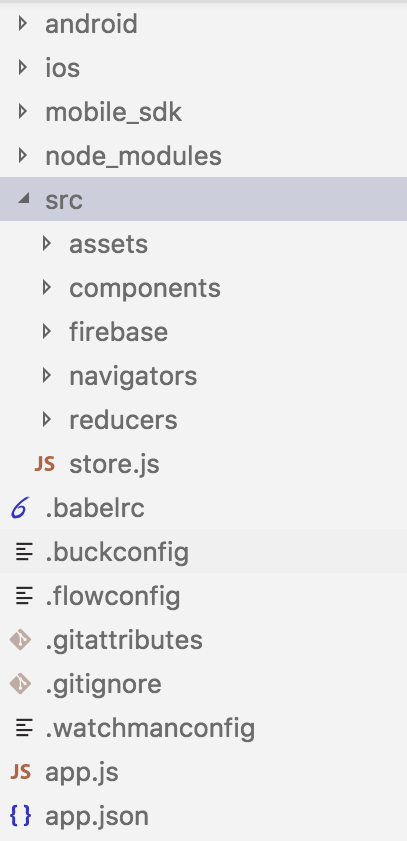 android
ios
mobile_sdk
node_modules
src
assets
components
firebase
navigators
reducers
JS store.js
6 .babelrc
.buckconfig
.flowconfig
.gitattributes
.gitignore
.watchmanconfig
JS app.js
{} app.json